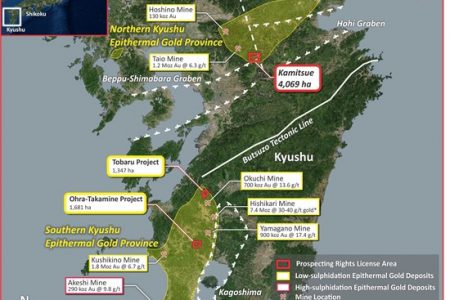 Shikoku
Kyushu
Hoshino Mine
130 koz Au
Northern Kyushu
Epithermal Gold Province
Hohi Graben
Taio Mine
1.2 Moz Au @ 6.3 g/t
Beppu-Shimabara Graben
Kamitsue
4,069 ha
Butsuzo Tectonic Line
Kyushu
Tobaru Project
1,347 ha
Okuchi Mine
700 koz Au @ 13.6 g/t
Ohra-Takamine Project
1,681 ha
Hishikari Mine
7.4 Moz @ 30-40 g/t gold*
Yamagano Mine
900 koz Au @ 17.4 g/t
Southern Kyushu
Epithermal Gold Province
Kushikino Mine
1.8 Moz Au @ 6.7 g/t
Akeshi Mine
290 koz Au @ 9.8 g/t
Kagoshima
N
Prospecting Rights License Area
Low-sulphidation Epithermal Gold Deposits
High-sulphidation Epithermal Gold Deposits
Mine Location